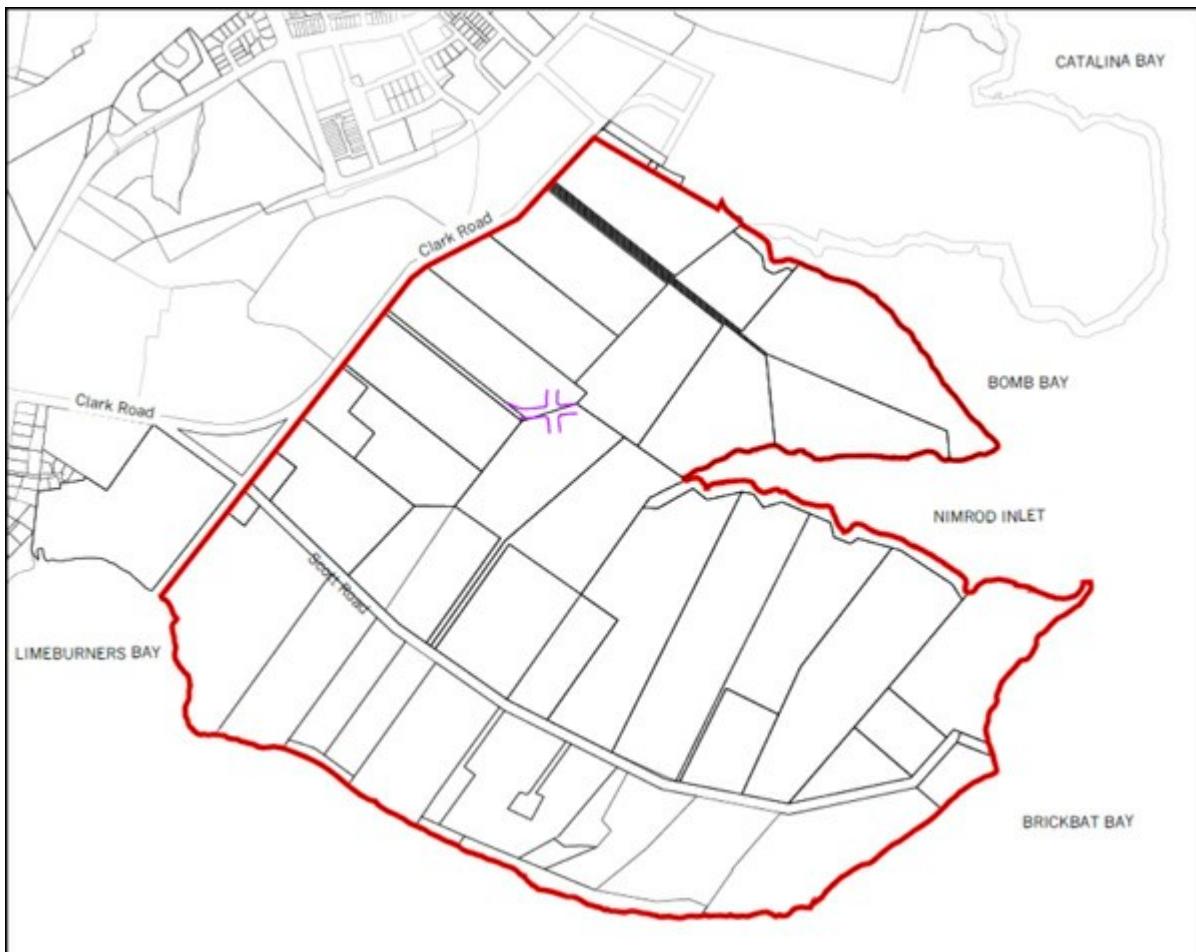 CATALINA BAY
Clark Road
BOMB BAY
Clark Road
NIMROD INLET
Scott Road
LIMEBURNERS BAY
BRICKBAT BAY